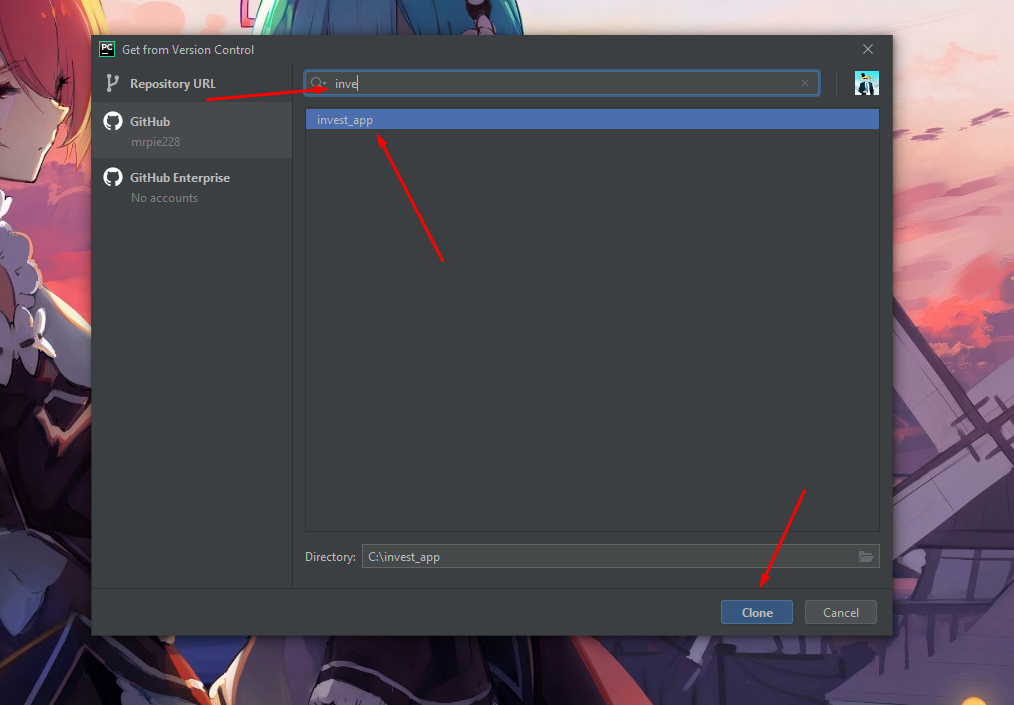 PC
Get from Version Control
Repository URL
inve
GitHub
mrpie228
invest_app
GitHub Enterprise
No accounts
Directory:
C:\invest_app
Clone
Cancel